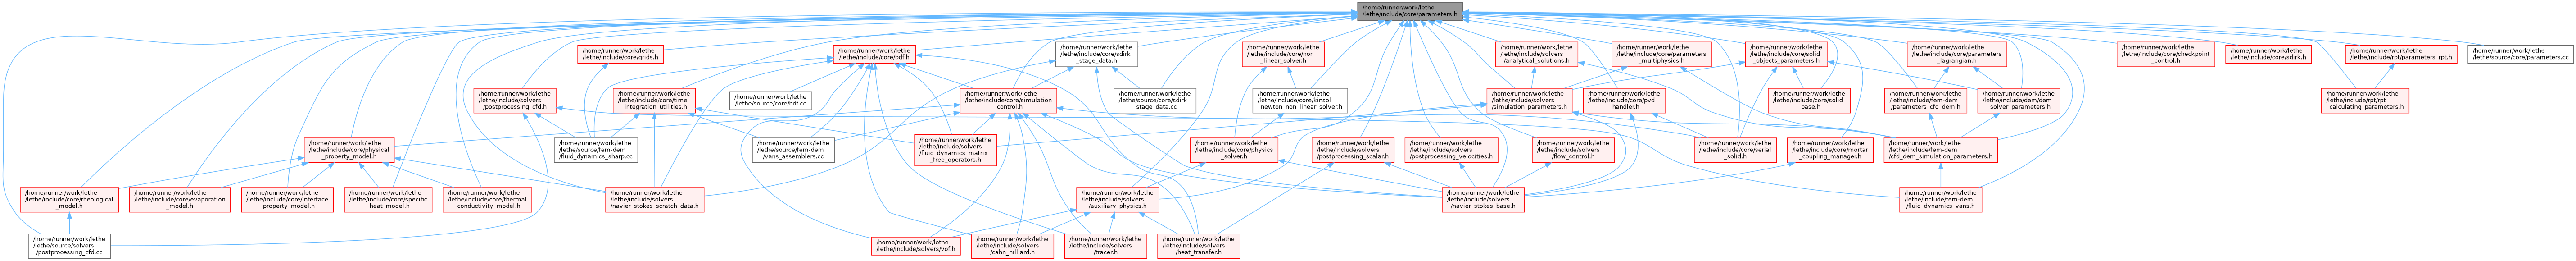 /home/runner/work/lethe
/lethe/include/core/parameters.h
/home/runner/work/lethe
/lethe/include/core/grids.h
/home/runner/work/lethe
/lethe/include/core/bdf.h
/home/runner/work/lethe
/lethe/include/core/sdirk
_stage_data.h
/home/runner/work/lethe
/lethe/include/core/non
_linear_solver.h
/home/runner/work/lethe
/lethe/include/solvers
/analytical_solutions.h
/home/runner/work/lethe
/lethe/include/core/parameters
_multiphysics.h
/home/runner/work/lethe
/lethe/include/core/solid
_objects_parameters.h
/home/runner/work/lethe
/lethe/include/core/parameters
_lagrangian.h
/home/runner/work/lethe
/lethe/include/core/checkpoint
_control.h
/home/runner/work/lethe
/lethe/include/core/sdirk.h
/home/runner/work/lethe
/lethe/include/rpt/parameters_rpt.h
/home/runner/work/lethe
/lethe/source/core/parameters.cc
/home/runner/work/lethe
/lethe/include/solvers
/postprocessing_cfd.h
/home/runner/work/lethe
/lethe/include/core/time
_integration_utilities.h
/home/runner/work/lethe
/lethe/source/core/bdf.cc
/home/runner/work/lethe
/lethe/include/core/simulation
_control.h
/home/runner/work/lethe
/lethe/source/core/sdirk
_stage_data.cc
/home/runner/work/lethe
/lethe/include/core/kinsol
_newton_non_linear_solver.h
/home/runner/work/lethe
/lethe/include/solvers
/simulation_parameters.h
/home/runner/work/lethe
/lethe/include/core/pvd
_handler.h
/home/runner/work/lethe
/lethe/include/core/solid
_base.h
/home/runner/work/lethe
/lethe/include/fem-dem
/parameters_cfd_dem.h
/home/runner/work/lethe
/lethe/include/dem/dem
_solver_parameters.h
/home/runner/work/lethe
/lethe/include/rpt/rpt
_calculating_parameters.h
/home/runner/work/lethe
/lethe/include/core/physical
_property_model.h
/home/runner/work/lethe
/lethe/source/fem-dem
/fluid_dynamics_sharp.cc
/home/runner/work/lethe
/lethe/source/fem-dem
/vans_assemblers.cc
/home/runner/work/lethe
/lethe/include/solvers
/fluid_dynamics_matrix
_free_operators.h
/home/runner/work/lethe
/lethe/include/core/physics
_solver.h
/home/runner/work/lethe
/lethe/include/solvers
/postprocessing_scalar.h
/home/runner/work/lethe
/lethe/include/solvers
/postprocessing_velocities.h
/home/runner/work/lethe
/lethe/include/solvers
/flow_control.h
/home/runner/work/lethe
/lethe/include/core/serial
_solid.h
/home/runner/work/lethe
/lethe/include/core/mortar
_coupling_manager.h
/home/runner/work/lethe
/lethe/include/fem-dem
/cfd_dem_simulation_parameters.h
/home/runner/work/lethe
/lethe/include/core/rheological
_model.h
/home/runner/work/lethe
/lethe/include/core/evaporation
_model.h
/home/runner/work/lethe
/lethe/include/core/interface
_property_model.h
/home/runner/work/lethe
/lethe/include/core/specific
_heat_model.h
/home/runner/work/lethe
/lethe/include/core/thermal
_conductivity_model.h
/home/runner/work/lethe
/lethe/include/solvers
/navier_stokes_scratch_data.h
/home/runner/work/lethe
/lethe/include/solvers
/auxiliary_physics.h
/home/runner/work/lethe
/lethe/include/solvers
/navier_stokes_base.h
/home/runner/work/lethe
/lethe/include/fem-dem
/fluid_dynamics_vans.h
/home/runner/work/lethe
/lethe/source/solvers
/postprocessing_cfd.cc
/home/runner/work/lethe
/lethe/include/solvers/vof.h
/home/runner/work/lethe
/lethe/include/solvers
/cahn_hilliard.h
/home/runner/work/lethe
/lethe/include/solvers
/tracer.h
/home/runner/work/lethe
/lethe/include/solvers
/heat_transfer.h